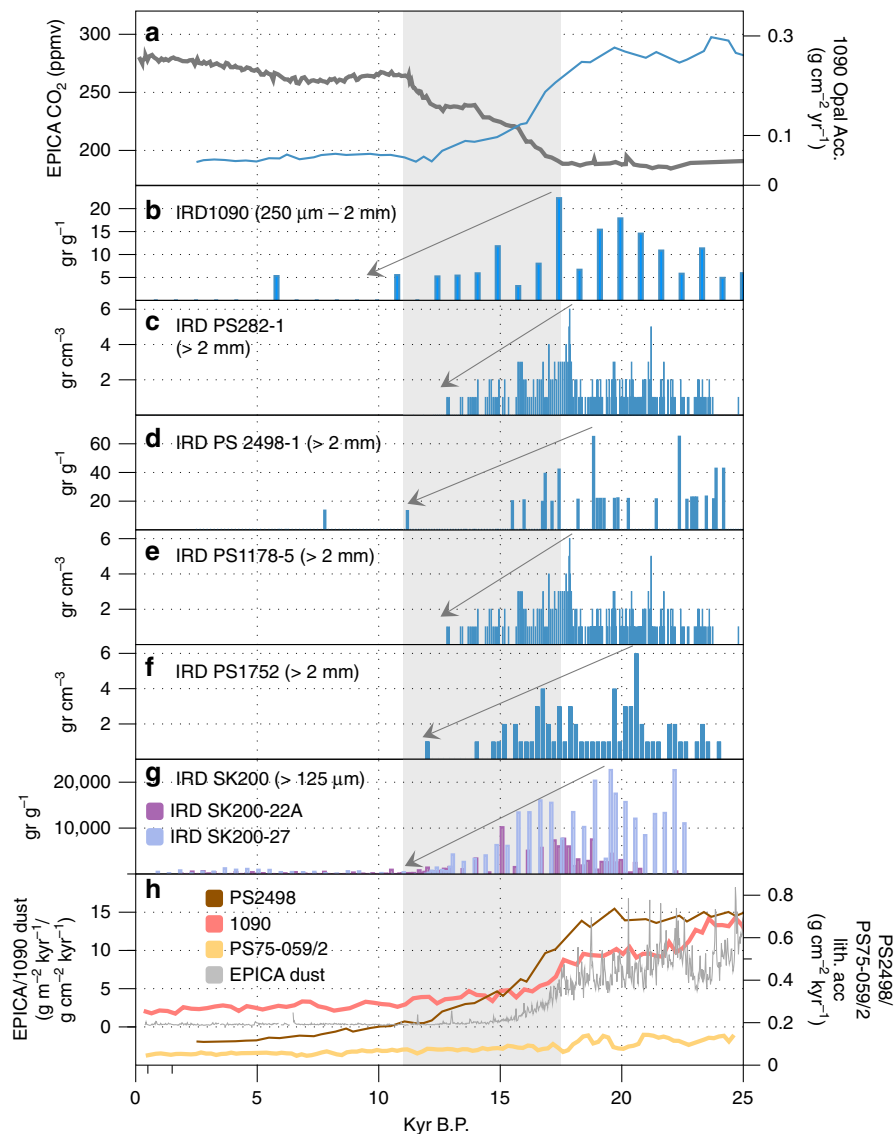 a
300
250
200
EPICA CO2 (ppmv)
0.3
0.1
0
1090 Opal Acc.
(g cm−2 yr−1)
b
IRD1090 (250 μm – 2 mm)
20
15
10
5
gr g−1
c
IRD PS282-1
(> 2 mm)
6
4
2
gr cm−3
d
IRD PS 2498-1 (> 2 mm)
60
40
20
gr g−1
e
IRD PS1178-5 (> 2 mm)
6
4
2
gr cm−3
f
IRD PS1752 (> 2 mm)
6
4
2
gr cm−3
g
IRD SK200 (> 125 μm)
IRD SK200-22A
IRD SK200-27
20,000
10,000
gr g−1
h
PS2498
1090
PS75-059/2
EPICA dust
15
10
5
0
EPICA/1090 dust
(g m−2 kyr−1/
g cm−2 kyr−1)
0.8
0.6
0.4
0.2
0
PS2498/
PS75-059/2
lith. acc
(g cm−2 kyr−1)
0
5
10
15
20
25
Kyr B.P.